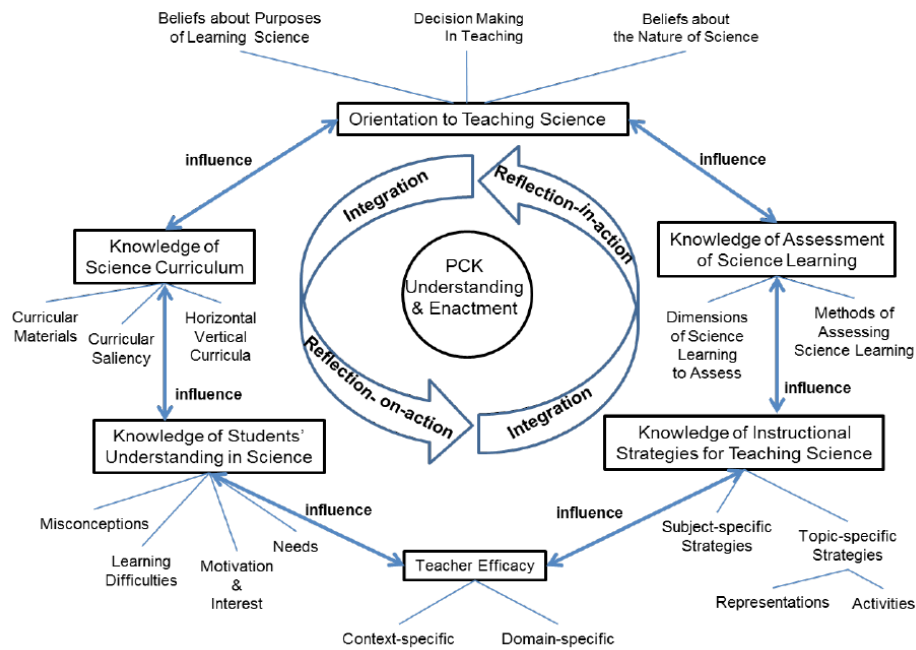 Beliefs about Purposes
of Learning Science
Decision Making
In Teaching
Beliefs about
the Nature of Science
Orientation to Teaching Science
influence
influence
Integration
Reflection-in-action
Knowledge of
Science Curriculum
PCK
Understanding
& Enactment
Knowledge of Assessment
of Science Learning
Curricular
Materials
Curricular
Saliency
Horizontal
Vertical
Curricula
Dimensions
of Science
Learning
to Assess
Methods of
Assessing
Science Learning
influence
influence
Reflection- on-action
Integration
Knowledge of Students'
Understanding in Science
Knowledge of Instructional
Strategies for Teaching Science
Misconceptions
Learning
Difficulties
Motivation
&
Interest
Needs
influence
influence
Subject-specific
Strategies
Topic-specific
Strategies
Teacher Efficacy
Representations
Activities
Context-specific
Domain-specific